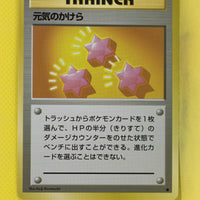 TRAINER
元気のかけら
トラッシュからポケモンカードを1枚
選んで、HPの半分(きりすて)の
ダメージカウンターをのせた状態で
ベンチに出すことができる。進化カー
ドを選ぶことはできない。